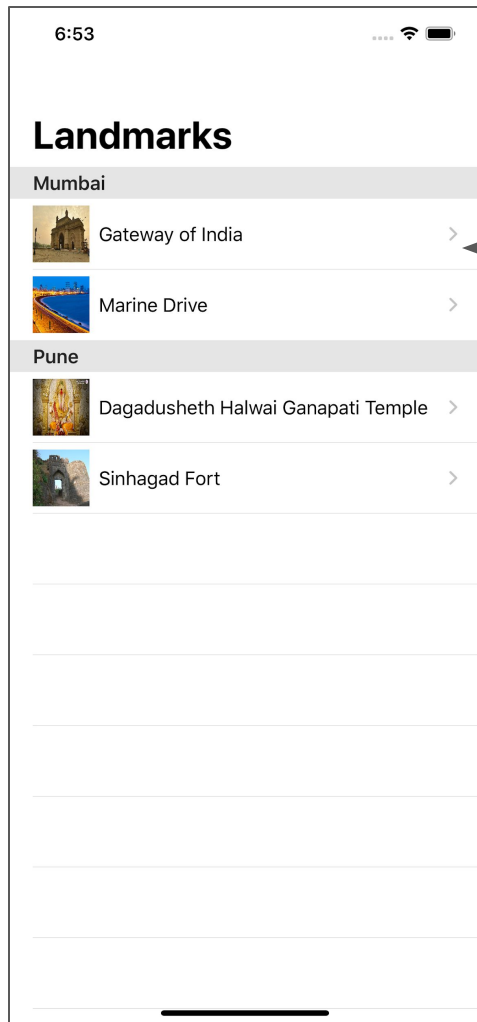 6:53
Landmarks
Mumbai
Gateway of India
Marine Drive
Pune
Dagadusheth Halwai Ganapati Temple
Sinhagad Fort